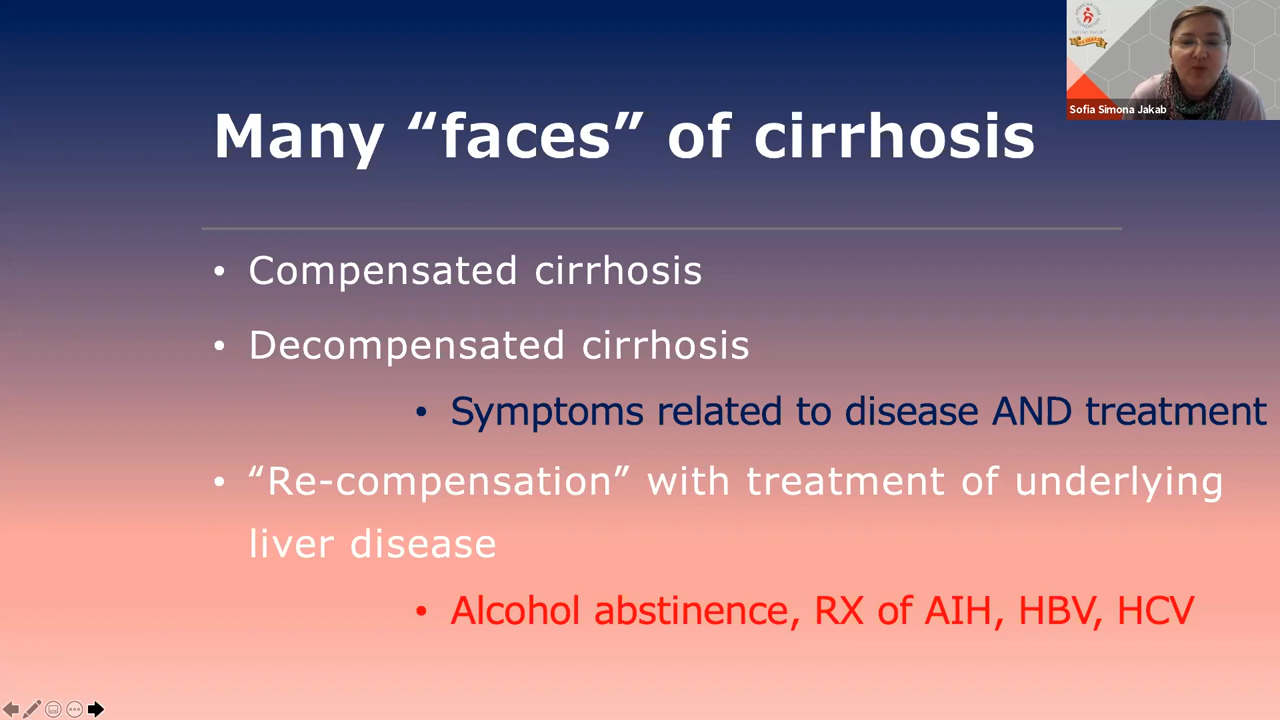 Many “faces” of cirrhosis
Sofia Simona Jakab
• Compensated cirrhosis
• Decompensated cirrhosis
• Symptoms related to disease AND treatment
• “Re-compensation” with treatment of underlying
liver disease
• Alcohol abstinence, RX of AIH, HBV, HCV